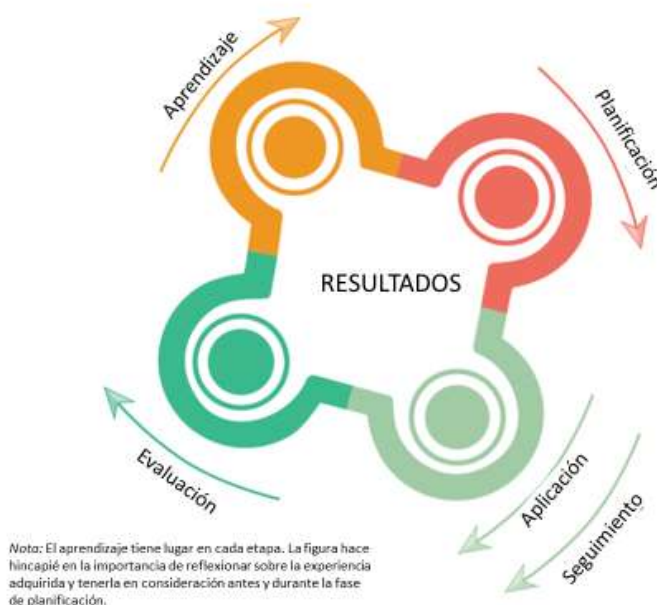 Aprendizaje
Planificación
RESULTADOS
Evaluación
Aplicación
Seguimiento
Nota: El aprendizaje tiene lugar en cada etapa. La figura hace
hincapié en la importancia de reflexionar sobre la experiencia
adquirida y tenerla en consideración antes y durante la fase
de planificación.